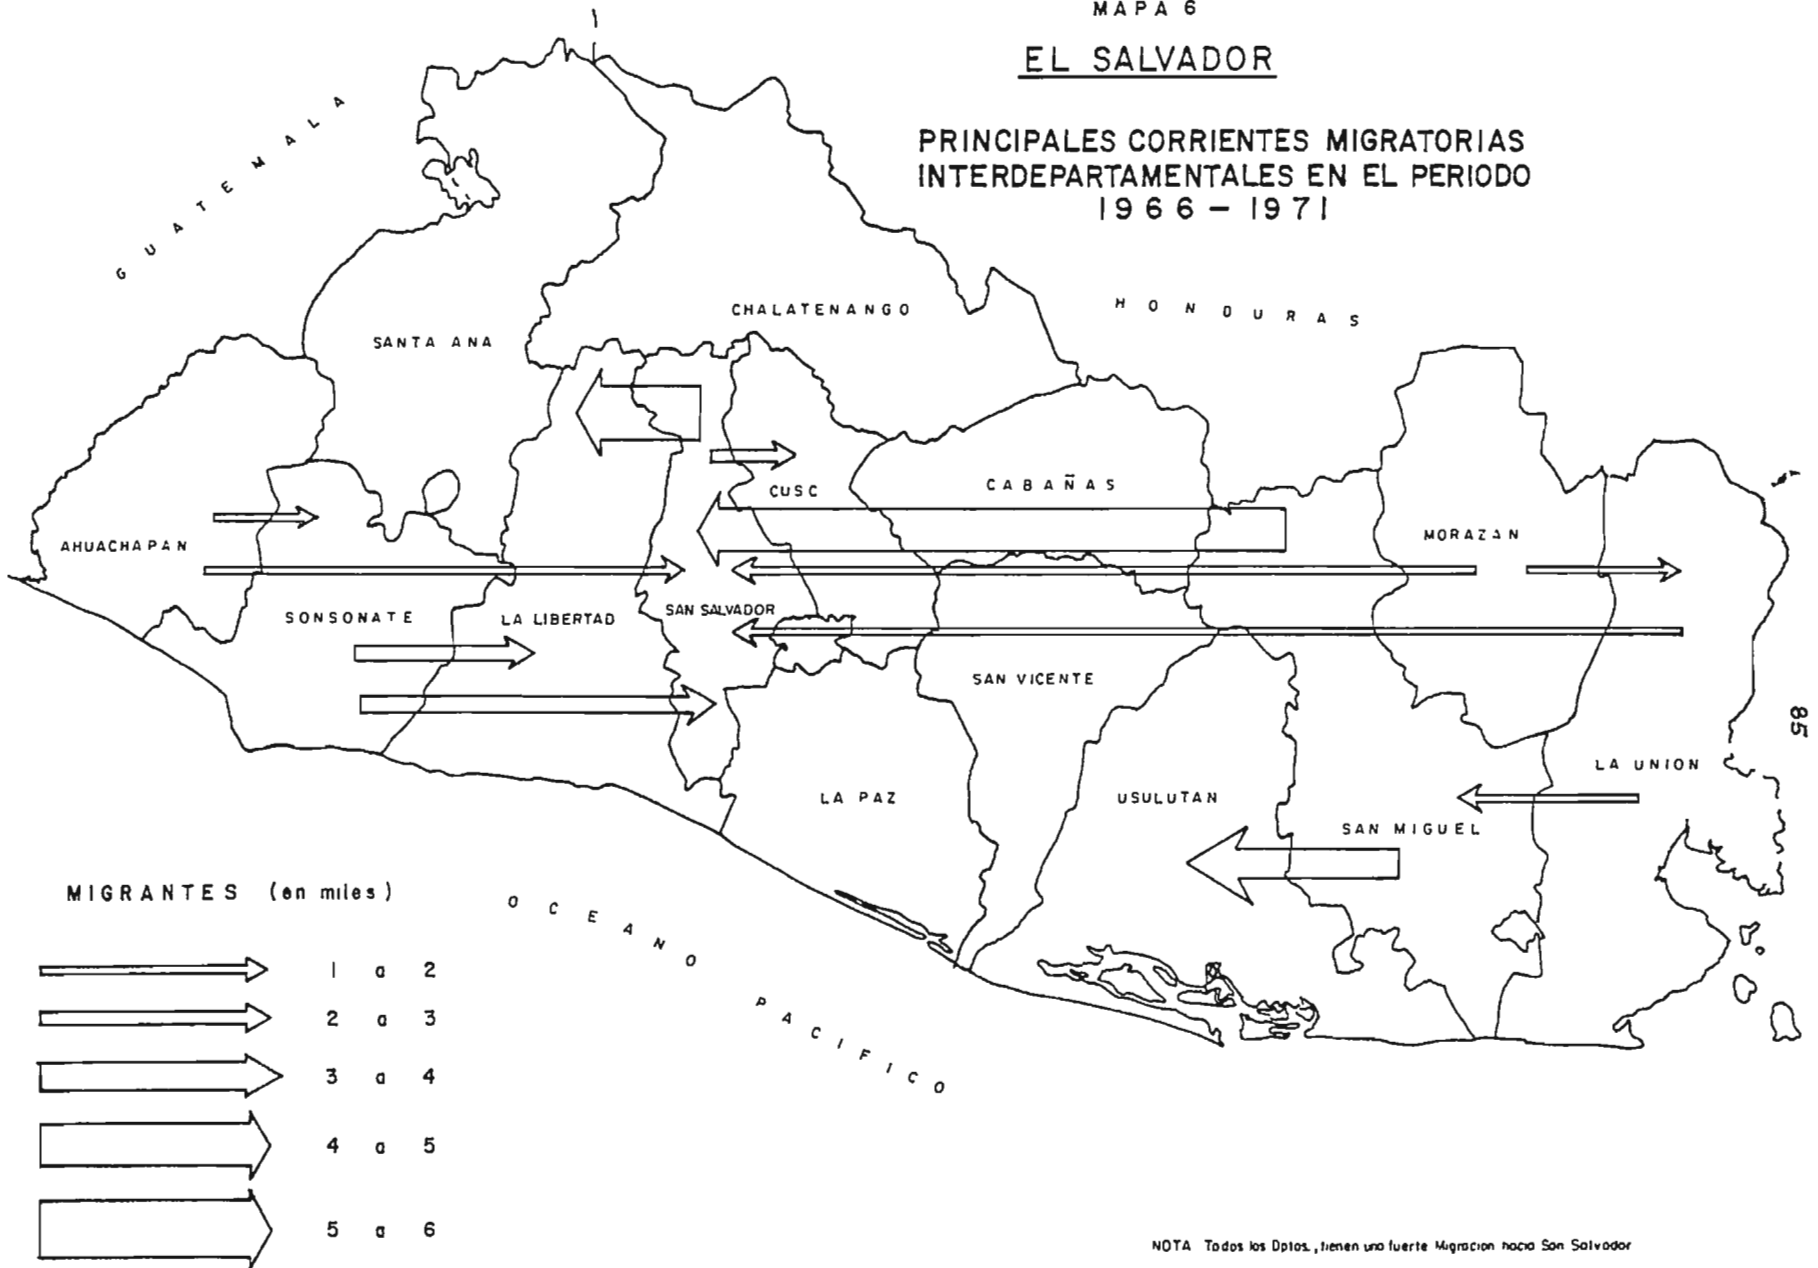 MAPA 6
EL SALVADOR
PRINCIPALES CORRIENTES MIGRATORIAS
INTERDEPARTAMENTALES EN EL PERIODO
1966 – 1971
GUATEMALA
HONDURAS
CHALATENANGO
SANTA ANA
CUSC
CABAÑAS
MORAZAN
AHUACHAPAN
SONSONATE
LA LIBERTAD
SAN SALVADOR
SAN VICENTE
85
LA UNION
LA PAZ
USULUTAN
SAN MIGUEL
MIGRANTES (en miles)
OCEANO PACIFICO
1 a 2
2 a 3
3 a 4
4 a 5
5 a 6
NOTA Todos los Dptos., tienen una fuerte Migracion hacia San Salvador